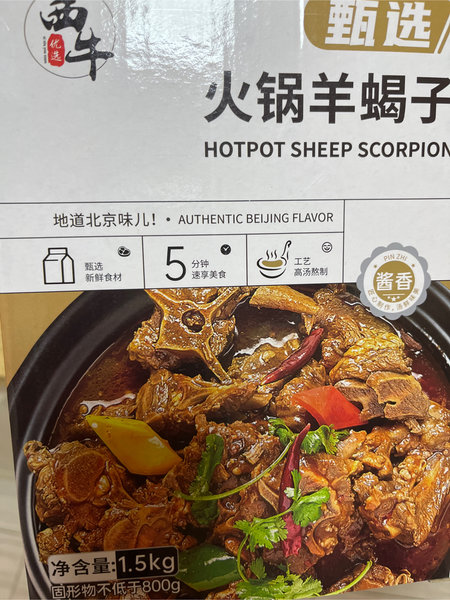 西牛
优选
甄选
火锅羊蝎子
HOTPOT SHEEP SCORPION
地道北京味儿! · AUTHENTIC BEIJING FLAVOR
甄选
新鲜食材
5 分钟
速享美食
工艺
高汤熬制
PIN ZHI
酱香
净含量:1.5kg
固形物不低于800g